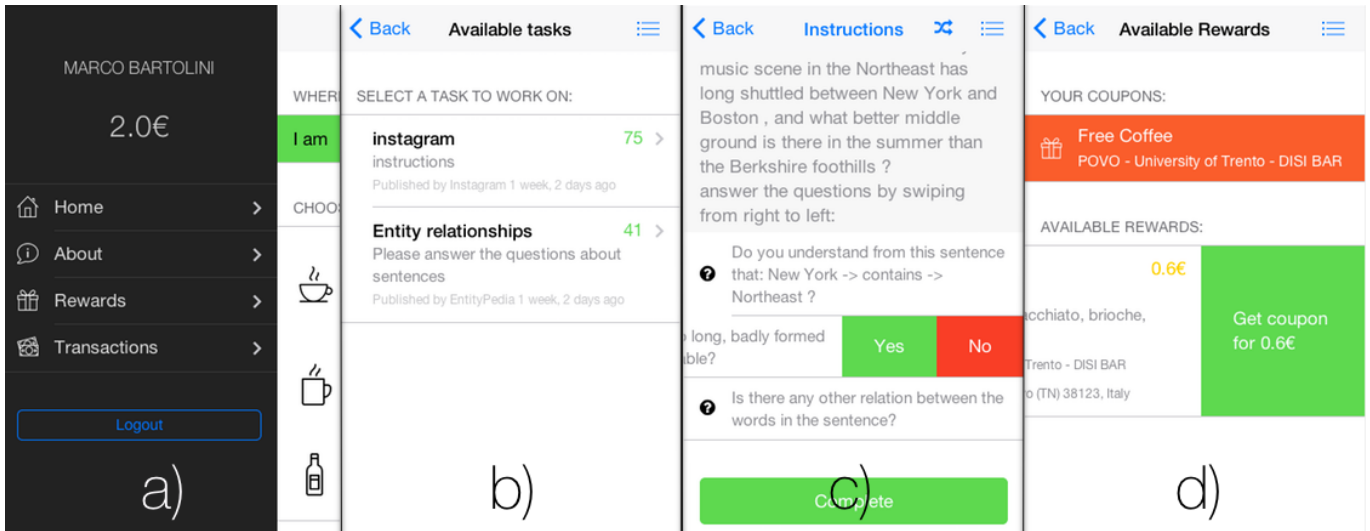 MARCO BARTOLINI
2.0€
Home
About
Rewards
Transactions
Logout
WHER
I am
CHOO
a)
Back
Available tasks
SELECT A TASK TO WORK ON:
instagram
75
instructions
Published by Instagram 1 week, 2 days ago
Entity relationships
41
Please answer the questions about
sentences
Published by EntityPedia 1 week, 2 days ago
b)
Back
Instructions
music scene in the Northeast has
long shuttled between New York and
Boston , and what better middle
ground is there in the summer than
the Berkshire foothills ?
answer the questions by swiping
from right to left:
Do you understand from this sentence
that: New York -> contains ->
Northeast ?
long, badly formed
ble?
Yes
No
Is there any other relation between the
words in the sentence?
Complete
c)
Back
Available Rewards
YOUR COUPONS:
Free Coffee
POVO - University of Trento - DISI BAR
AVAILABLE REWARDS:
0.6€
acchiato, brioche,
Trento - DISI BAR
o (TN) 38123, Italy
Get coupon
for 0.6€
d)